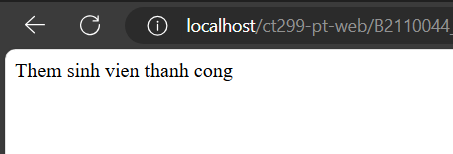 localhost/ct299-pt-web/B2110044_
Them sinh vien thanh cong